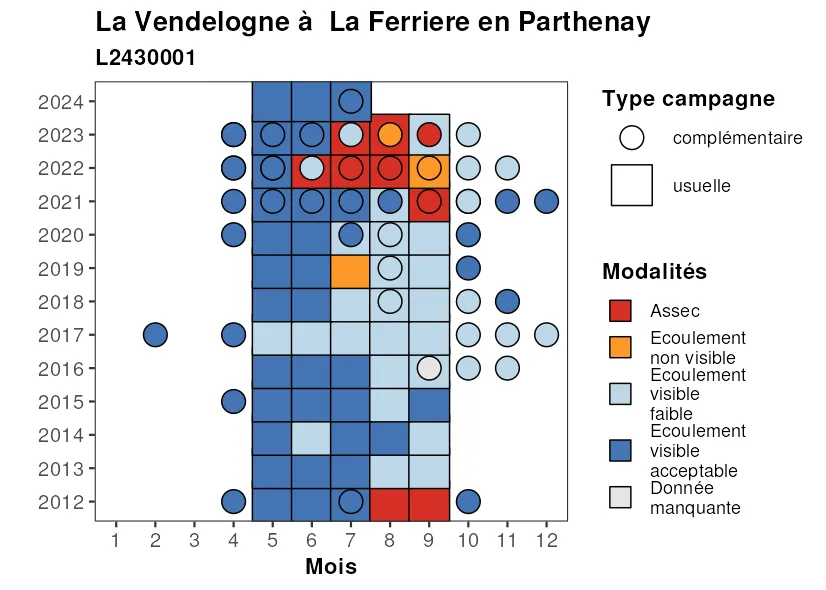 La Vendelogne à  La Ferriere en Parthenay
L2430001
2024
2023
2022
2021
2020
2019
2018
2017
2016
2015
2014
2013
2012
1 2 3 4 5 6 7 8 9 10 11 12
Mois
Type campagne
complémentaire
usuelle
Modalités
Assec
Ecoulement
non visible
Ecoulement
visible
faible
Ecoulement
visible
acceptable
Donnée
manquante